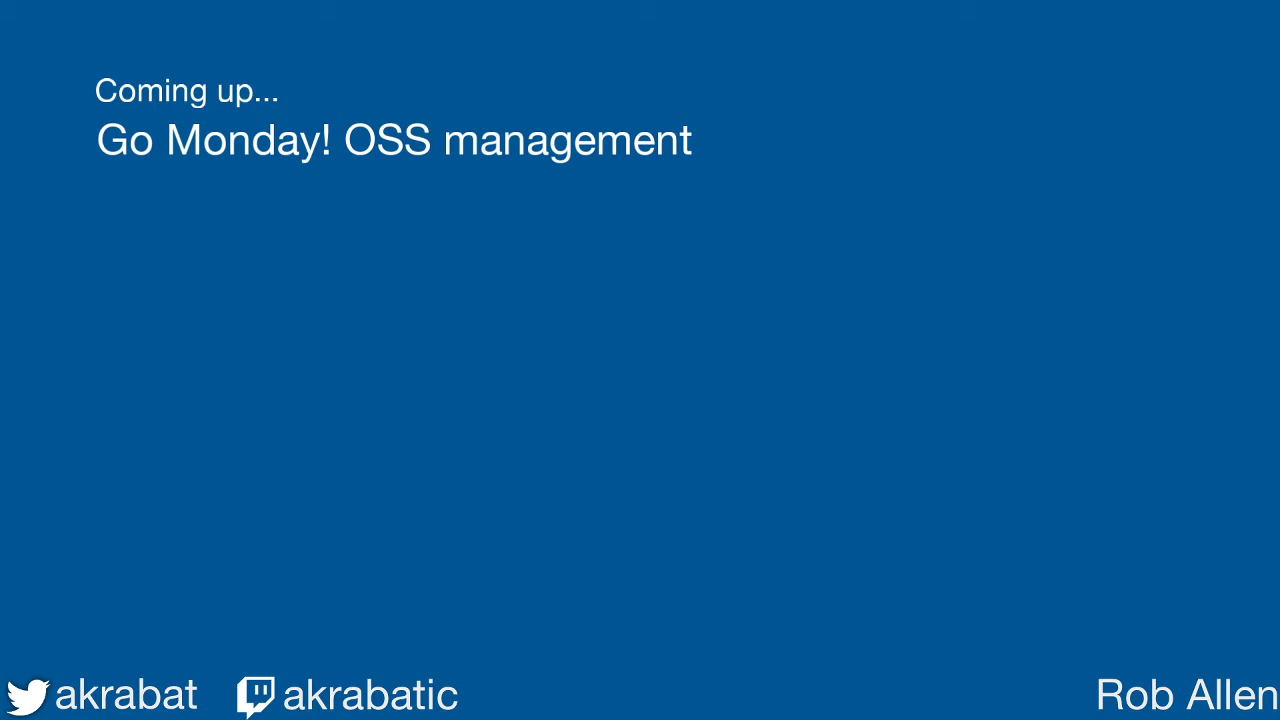 Coming up...
Go Monday! OSS management
akrabat akrabatic Rob Allen